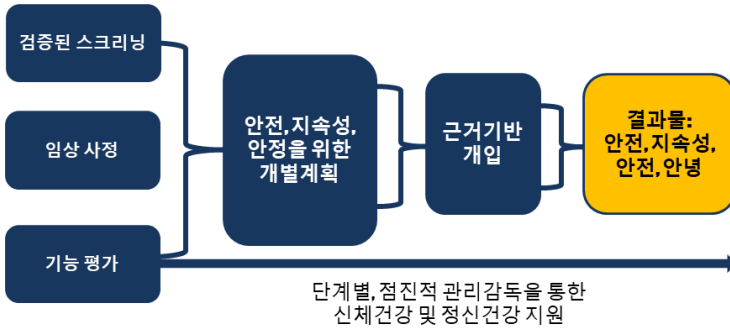 검증된 스크리닝
임상 사정
기능 평가
안전, 지속성,
안정을 위한
개별계획
근거기반
개입
결과물:
안전, 지속성,
안전, 안녕
단계별, 점진적 관리감독을 통한
신체건강 및 정신건강 지원